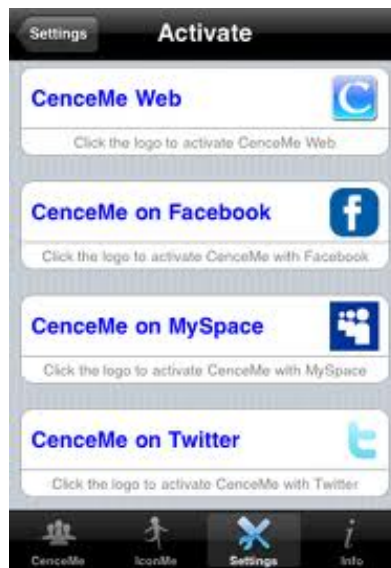 Settings
Activate
CenceMe Web
Click the logo to activate CenceMe Web
CenceMe on Facebook
Click the logo to activate CenceMe with Facebook
CenceMe on MySpace
Click the logo to activate CenceMe with MySpace
CenceMe on Twitter
Click the logo to activate CenceMe with Twitter
CenceMe IconMe Settings Info